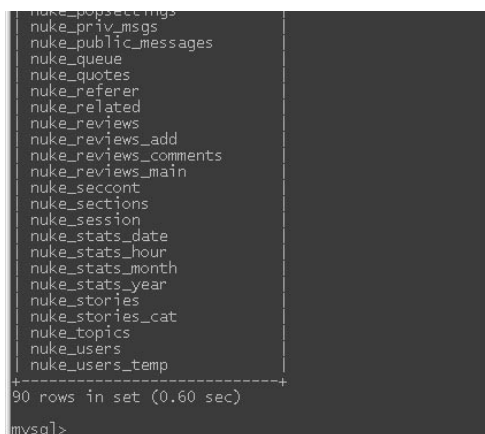 | nuke_popsettings |
| nuke_priv_msgs |
| nuke_public_messages |
| nuke_queue |
| nuke_quotes |
| nuke_referer |
| nuke_related |
| nuke_reviews |
| nuke_reviews_add |
| nuke_reviews_comments |
| nuke_reviews_main |
| nuke_seccont |
| nuke_sections |
| nuke_session |
| nuke_stats_date |
| nuke_stats_hour |
| nuke_stats_month |
| nuke_stats_year |
| nuke_stories |
| nuke_stories_cat |
| nuke_topics |
| nuke_users |
| nuke_users_temp |
+----------------------------+
90 rows in set (0.60 sec)
mysql>